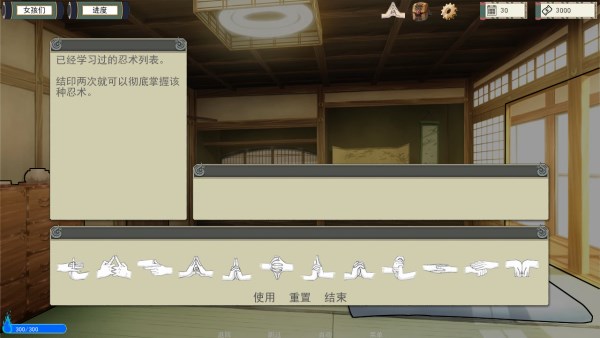 女孩们
进度
30
3000
已经学习过的忍术列表。
结印两次就可以彻底掌握该
种忍术。
使用 重置 结束
300/300